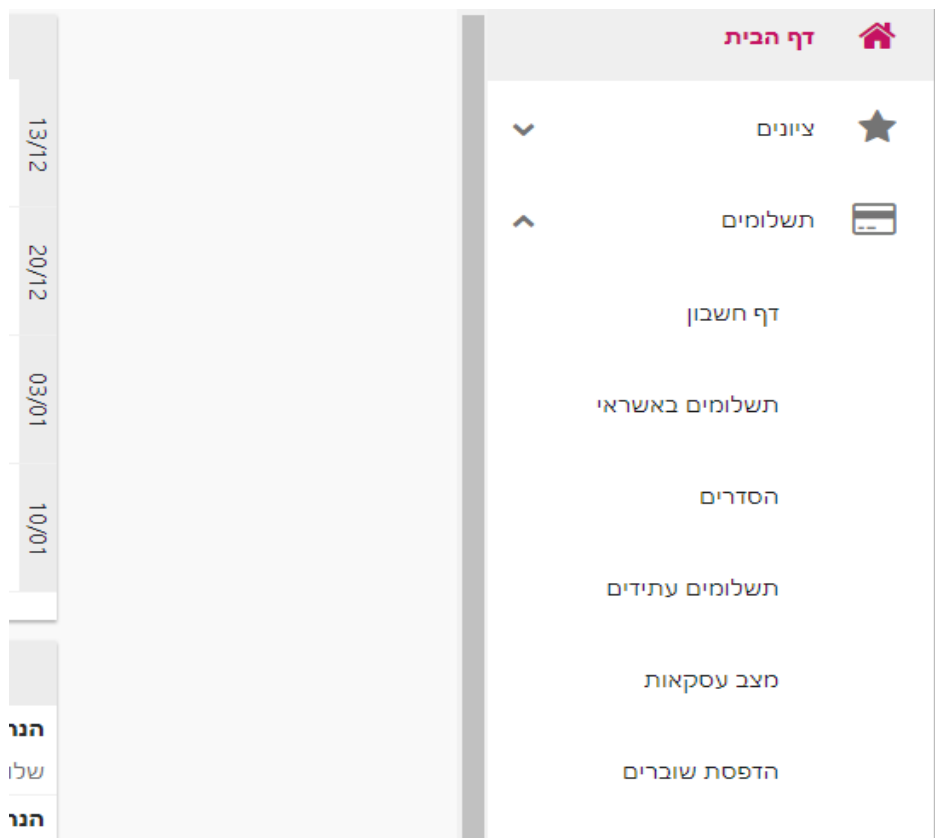 דף הבית
ציונים
תשלומים
דף חשבון
תשלומים באשראי
הסדרים
תשלומים עתידים
מצב עסקאות
הדפסת שוברים
13/12
20/12
03/01
10/01